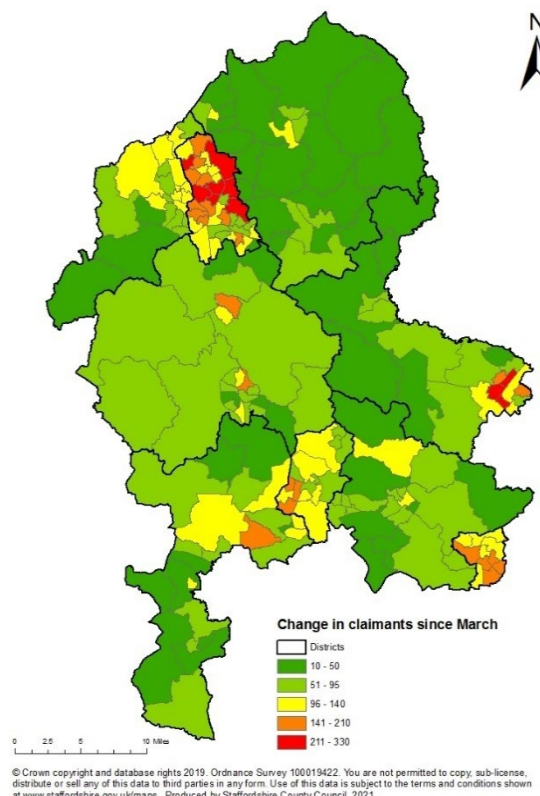 N
Change in claimants since March
Districts
10 - 50
51 - 95
96 - 140
141 - 210
211 - 330
0 2.5 5 10 Miles
© Crown copyright and database rights 2019. Ordnance Survey 100019422. You are not permitted to copy, sub-license,
distribute or sell any of this data to third parties in any form. Use of this data is subject to the terms and conditions shown
at www.staffordshire.gov.uk/maps. Produced by Staffordshire County Council, 2021